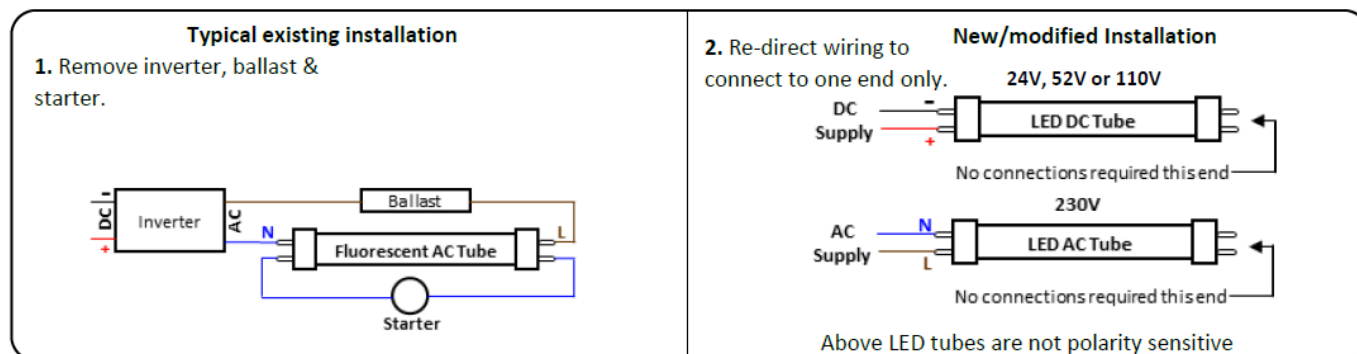 Typical existing installation
1. Remove inverter, ballast &
starter.
DC
-
+
Inverter
AC
Ballast
N
L
Fluorescent AC Tube
Starter
New/modified Installation
2. Re-direct wiring to
connect to one end only.
24V, 52V or 110V
DC
Supply
-
+
LED DC Tube
No connections required this end
230V
AC
Supply
N
L
LED AC Tube
No connections required this end
Above LED tubes are not polarity sensitive